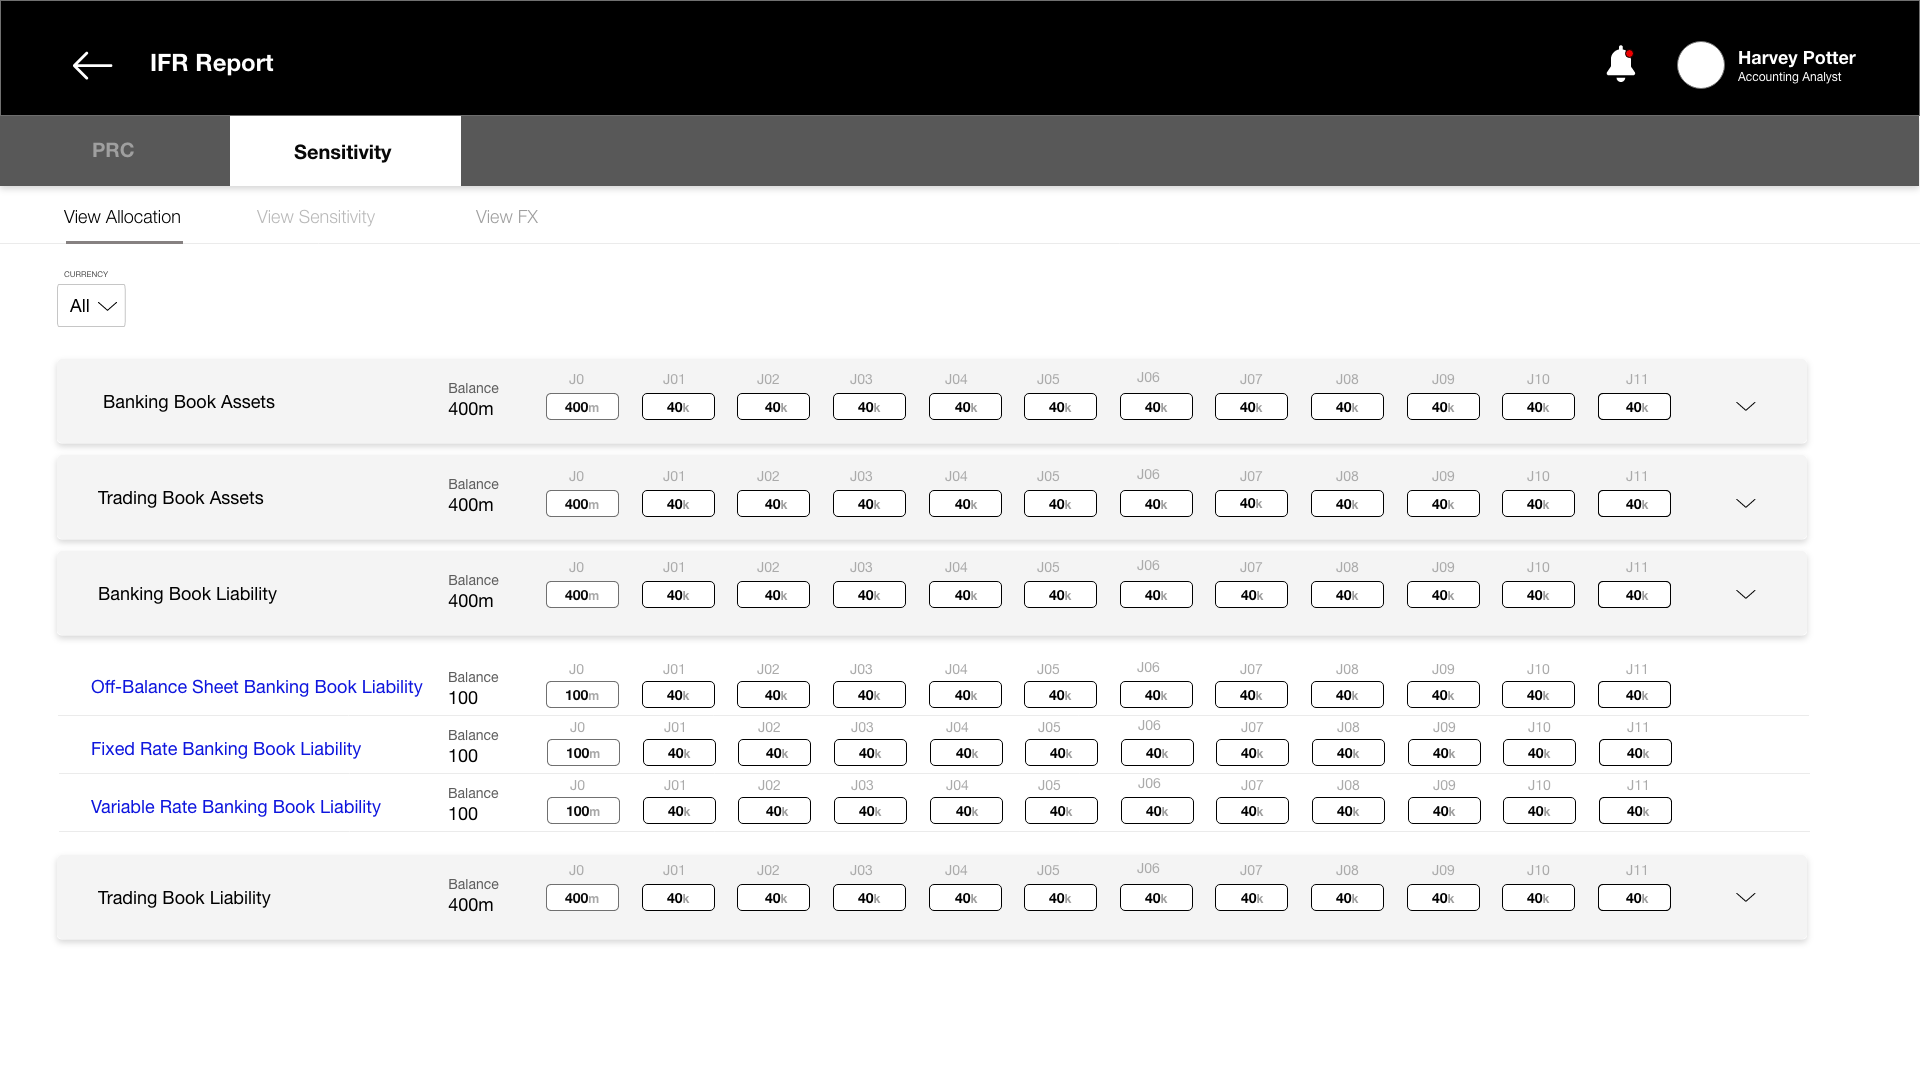 IFR Report
Harvey Potter
Accounting Analyst
PRC
Sensitivity
View Allocation View Sensitivity View FX
CURRENCY
All
J0 J01 J02 J03 J04 J05 J06 J07 J08 J09 J10 J11
Banking Book Assets
Balance
400m
400m 40k 40k 40k 40k 40k 40k 40k 40k 40k 40k 40k
J0 J01 J02 J03 J04 J05 J06 J07 J08 J09 J10 J11
Trading Book Assets
Balance
400m
400m 40k 40k 40k 40k 40k 40k 40k 40k 40k 40k 40k
J0 J01 J02 J03 J04 J05 J06 J07 J08 J09 J10 J11
Banking Book Liability
Balance
400m
400m 40k 40k 40k 40k 40k 40k 40k 40k 40k 40k 40k
J0 J01 J02 J03 J04 J05 J06 J07 J08 J09 J10 J11
Off-Balance Sheet Banking Book Liability
Balance
100
100m 40k 40k 40k 40k 40k 40k 40k 40k 40k 40k 40k
J0 J01 J02 J03 J04 J05 J06 J07 J08 J09 J10 J11
Fixed Rate Banking Book Liability
Balance
100
100m 40k 40k 40k 40k 40k 40k 40k 40k 40k 40k 40k
J0 J01 J02 J03 J04 J05 J06 J07 J08 J09 J10 J11
Variable Rate Banking Book Liability
Balance
100
100m 40k 40k 40k 40k 40k 40k 40k 40k 40k 40k 40k
J0 J01 J02 J03 J04 J05 J06 J07 J08 J09 J10 J11
Trading Book Liability
Balance
400m
400m 40k 40k 40k 40k 40k 40k 40k 40k 40k 40k 40k